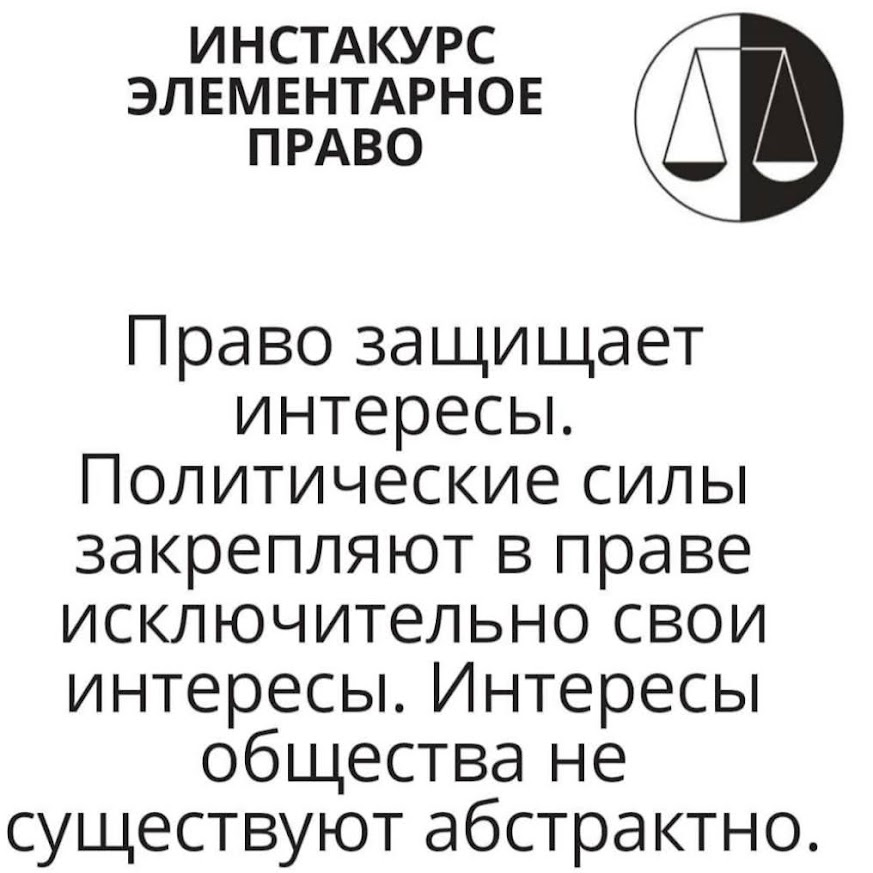 ИНСТАКУРС
ЭЛЕМЕНТАРНОЕ
ПРАВО
Право защищает
интересы.
Политические силы
закрепляют в праве
исключительно свои
интересы. Интересы
общества не
существуют абстрактно.